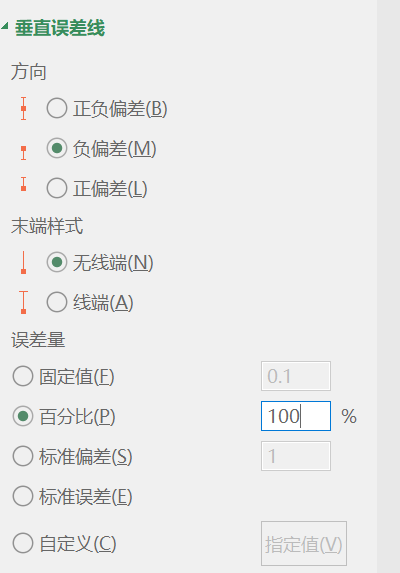 垂直误差线
方向
正负偏差(B)
负偏差(M)
正偏差(L)
末端样式
无线端(N)
线端(A)
误差量
固定值(F) 0.1
百分比(P) 100 %
标准偏差(S) 1
标准误差(E)
自定义(C) 指定值(V)